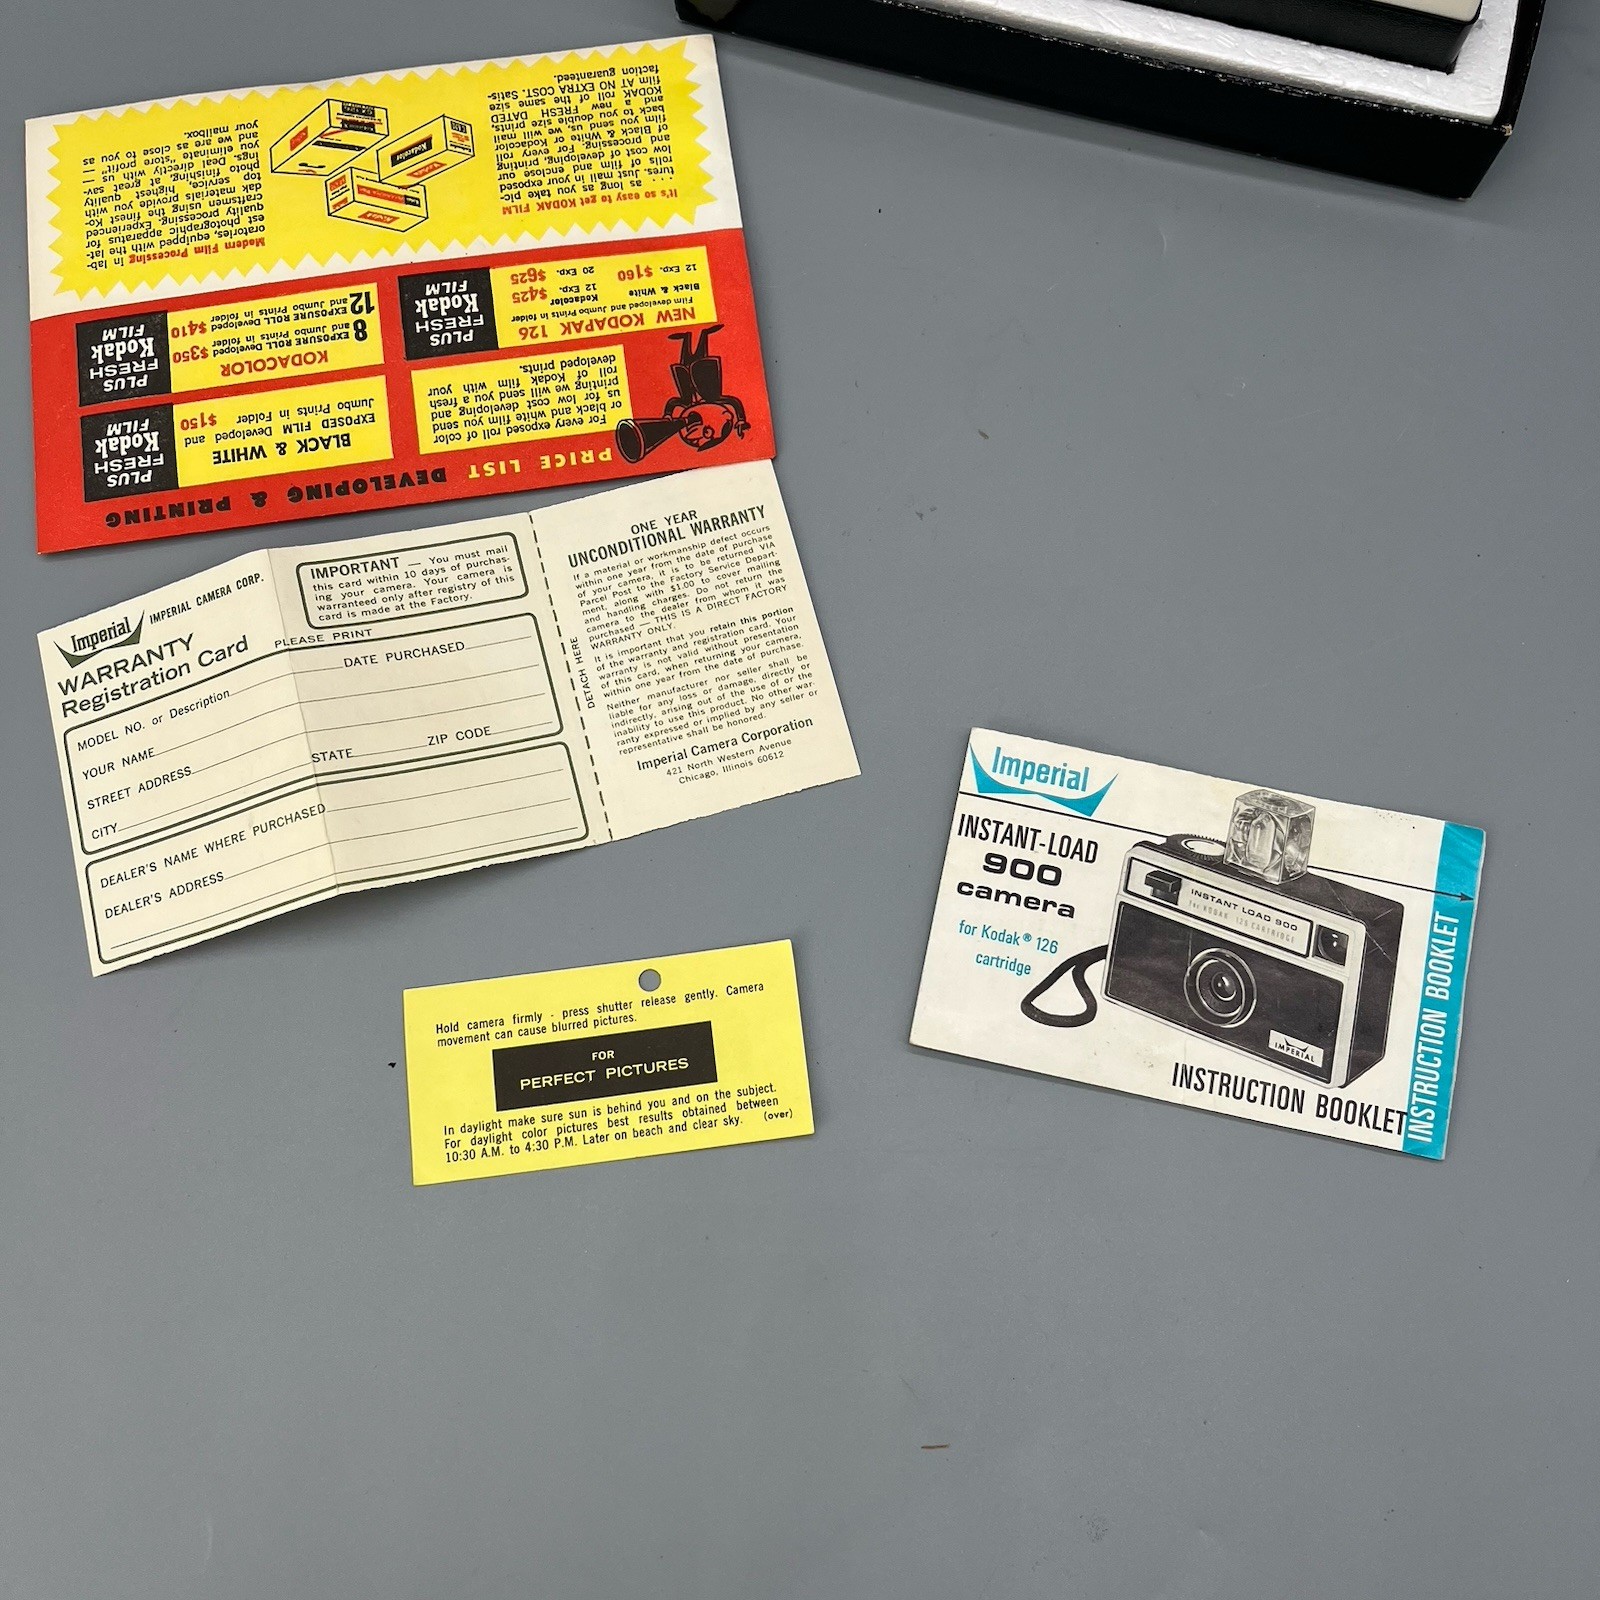 PRICE LIST DEVELOPING & PRINTING
For every exposed roll of color
or black and white film you send
us for low cost developing and
printing we will send you a fresh
roll of Kodak film with your
developed prints.
BLACK & WHITE
EXPOSED FILM Developed and
Jumbo Prints in Folder $150
PLUS
FRESH
Kodak
FILM
NEW KODAPAK 126
Film developed and Jumbo Prints in folder
Black & White Kodacolor
12 Exp. $160 12 Exp. $425
20 Exp. $625
PLUS
FRESH
Kodak
FILM
KODACOLOR
8 EXPOSURE ROLL Developed
and Jumbo Prints in folder $350
12 EXPOSURE ROLL Developed
and Jumbo Prints in folder $410
PLUS
FRESH
Kodak
FILM
It's so easy to get KODAK FILM
. . . as long as you take pic-
tures. Just mail your exposed
rolls of film and enclose our
low cost developing, printing
and processing. For every roll
of Black & White or Kodacolor
film you send us, we will mail
back to you double size prints,
and a new FRESH DATED
KODAK roll of the same size
film AT NO EXTRA COST. Satis-
faction guaranteed.
Kodacolor
Modern Film Processing in lab-
oratories, equipped with the lat-
est photographic apparatus for
quality processing. Experienced
craftsmen using the finest Ko-
dak materials provide you with
top service, highest quality
photo finishing, at great sav-
ings. Deal directly with us —
you eliminate "store profit" —
and we are as close to you as
your mailbox.
Imperial IMPERIAL CAMERA CORP.
WARRANTY
Registration Card
IMPORTANT — You must mail
this card within 10 days of purchas-
ing your camera. Your camera is
warranteed only after registry of this
card is made at the Factory.
PLEASE PRINT
MODEL NO. or Description DATE PURCHASED
YOUR NAME
STREET ADDRESS
CITY STATE ZIP CODE
DEALER'S NAME WHERE PURCHASED
DEALER'S ADDRESS
DETACH HERE
ONE YEAR
UNCONDITIONAL WARRANTY
If a material or workmanship defect occurs
within one year from the date of purchase
of your camera, it is to be returned VIA
Parcel Post to the Factory Service Depart-
ment, along with $1.00 to cover mailing
and handling charges. Do not return the
camera to the dealer from whom it was
purchased — THIS IS A DIRECT FACTORY
WARRANTY ONLY.
It is important that you retain this portion
of the warranty and registration card. Your
warranty is not valid without presentation
of this card, when returning your camera,
within one year from the date of purchase.
Neither manufacturer nor seller shall be
liable for any loss or damage, directly or
indirectly, arising out of the use of or the
inability to use this product. No other war-
ranty expressed or implied by any seller or
representative shall be honored.
Imperial Camera Corporation
421 North Western Avenue
Chicago, Illinois 60612
Hold camera firmly - press shutter release gently. Camera
movement can cause blurred pictures.
FOR
PERFECT PICTURES
In daylight make sure sun is behind you and on the subject.
For daylight color pictures best results obtained between
10:30 A.M. to 4:30 P.M. Later on beach and clear sky. (over)
Imperial
INSTANT-LOAD
900
camera
for Kodak® 126
cartridge
INSTANT LOAD 900
For KODAK 126 CARTRIDGE
IMPERIAL
INSTRUCTION BOOKLET
INSTRUCTION BOOKLET